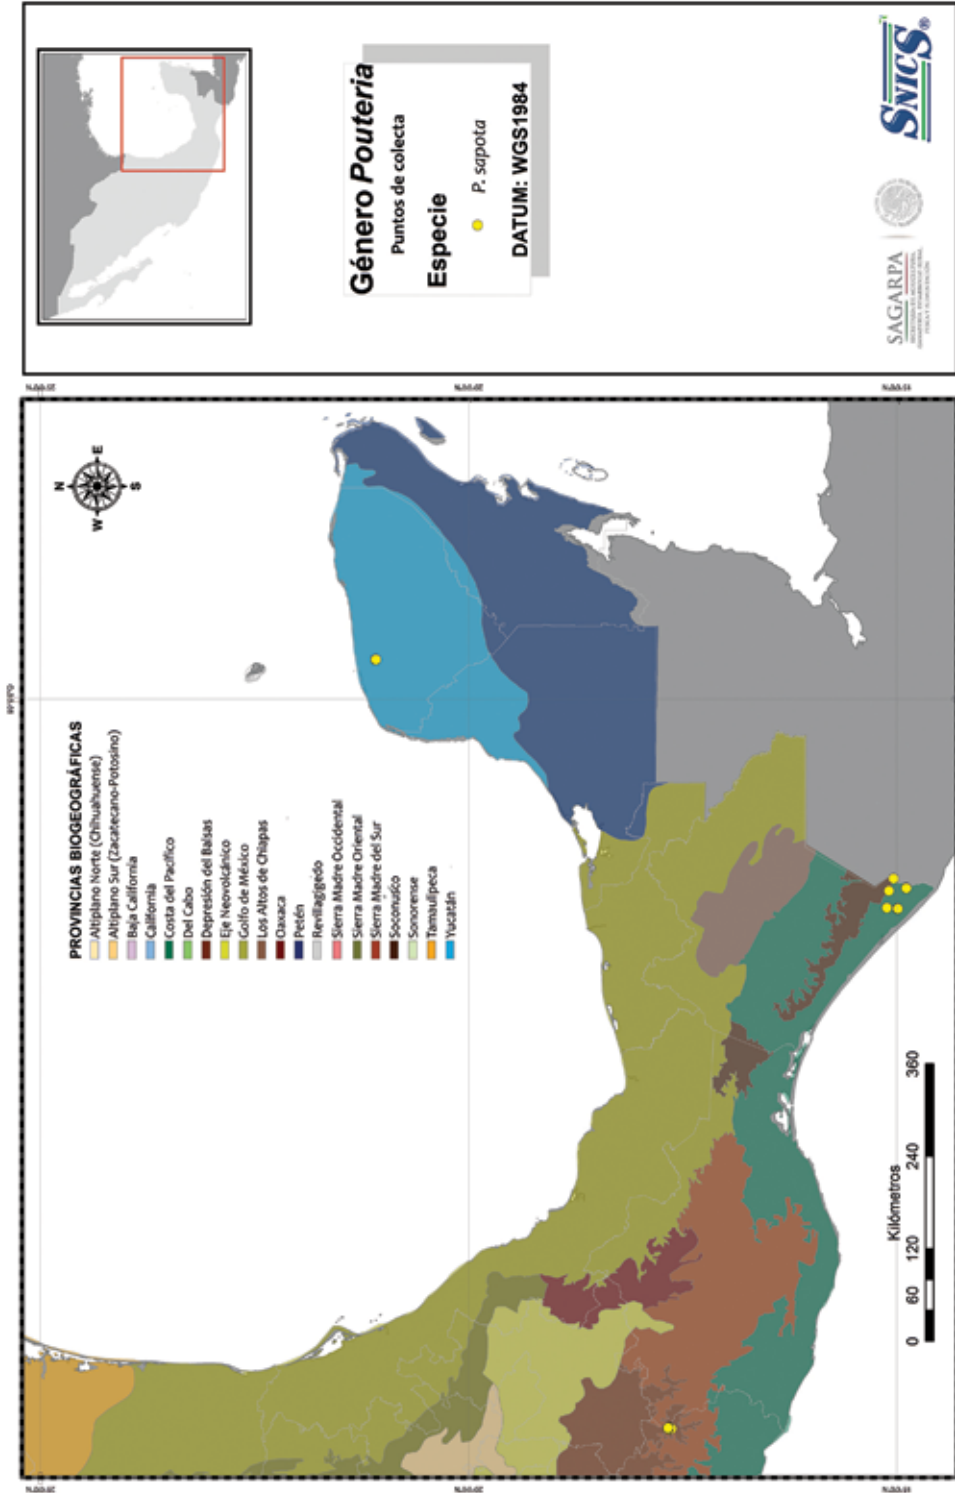 Género Pouteria
Puntos de colecta
Especie
P. sapota
DATUM: WGS1984
SAGARPA
SNICS®
N
W
E
S
PROVINCIAS BIOGEOGRÁFICAS
Altiplano Norte (Chihuahuense)
Altiplano Sur (Zacatecano-Potosino)
Baja California
California
Costa del Pacífico
Del Cabo
Depresión del Balsas
Eje Neovolcánico
Golfo de México
Los Altos de Chiapas
Oaxaca
Petén
Revillagigedo
Sierra Madre Occidental
Sierra Madre Oriental
Sierra Madre del Sur
Soconusco
Sonorense
Tamaulipeca
Yucatán
Kilómetros
0
60
120
240
360